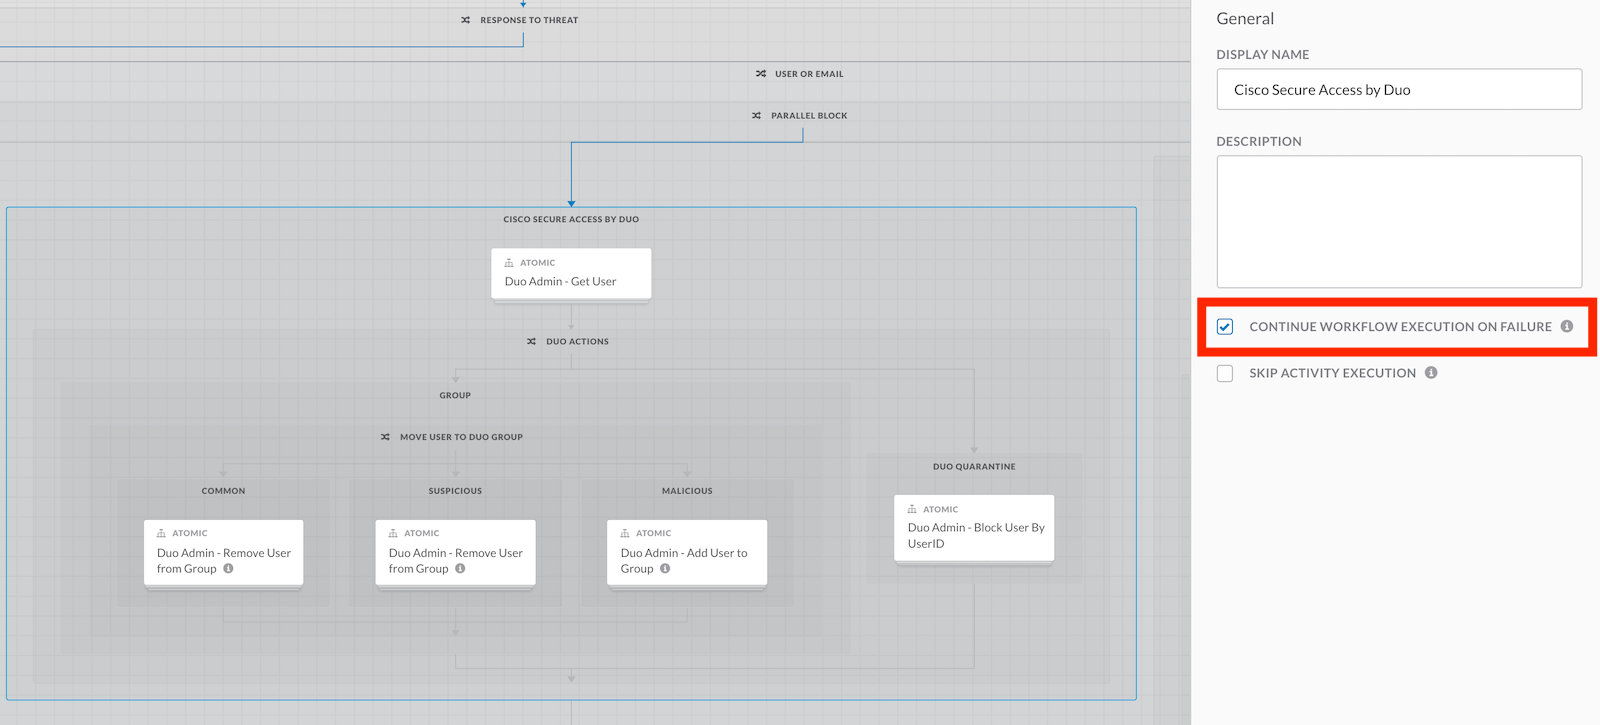 RESPONSE TO THREAT
USER OR EMAIL
PARALLEL BLOCK
CISCO SECURE ACCESS BY DUO
ATOMIC
Duo Admin - Get User
DUO ACTIONS
GROUP
MOVE USER TO DUO GROUP
COMMON
ATOMIC
Duo Admin - Remove User
from Group
SUSPICIOUS
ATOMIC
Duo Admin - Remove User
from Group
MALICIOUS
ATOMIC
Duo Admin - Add User to
Group
DUO QUARANTINE
ATOMIC
Duo Admin - Block User By
UserID
General
DISPLAY NAME
Cisco Secure Access by Duo
DESCRIPTION
CONTINUE WORKFLOW EXECUTION ON FAILURE
SKIP ACTIVITY EXECUTION